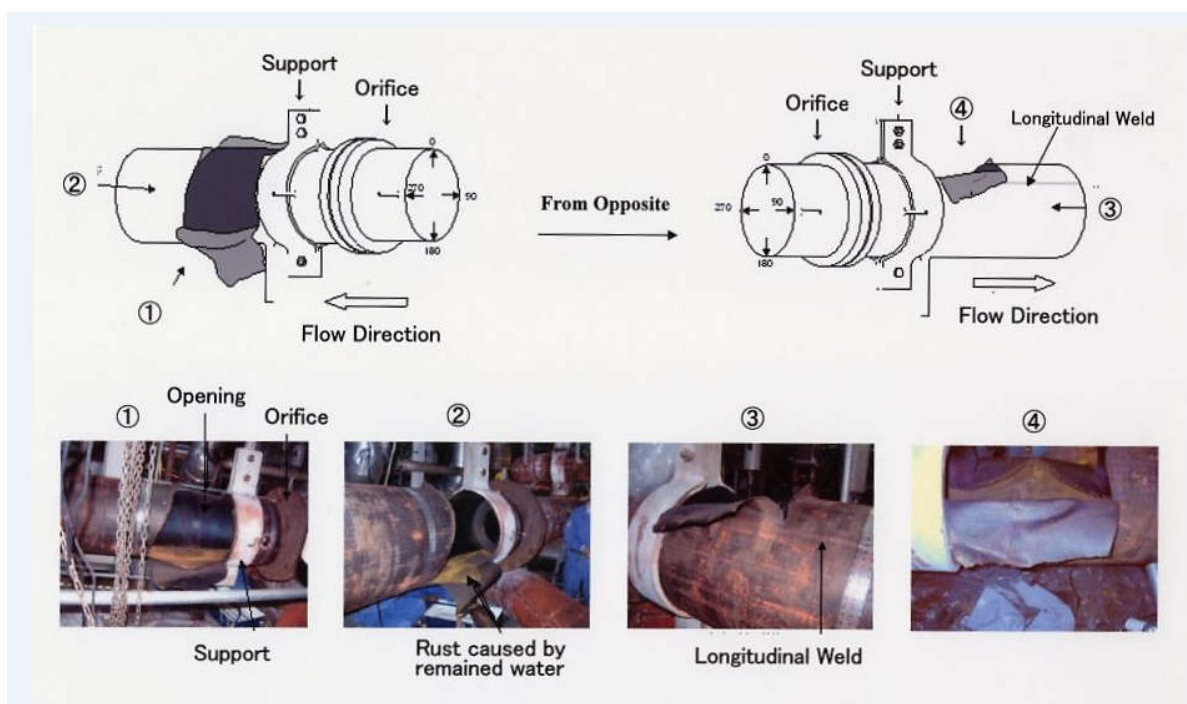 Support
Orifice
②
0
270
90
180
①
Flow Direction
From Opposite
Support
Orifice
④
Longitudinal Weld
0
270
90
180
③
Flow Direction
①
Opening
Orifice
Support
②
Rust caused by
remained water
③
Longitudinal Weld
④